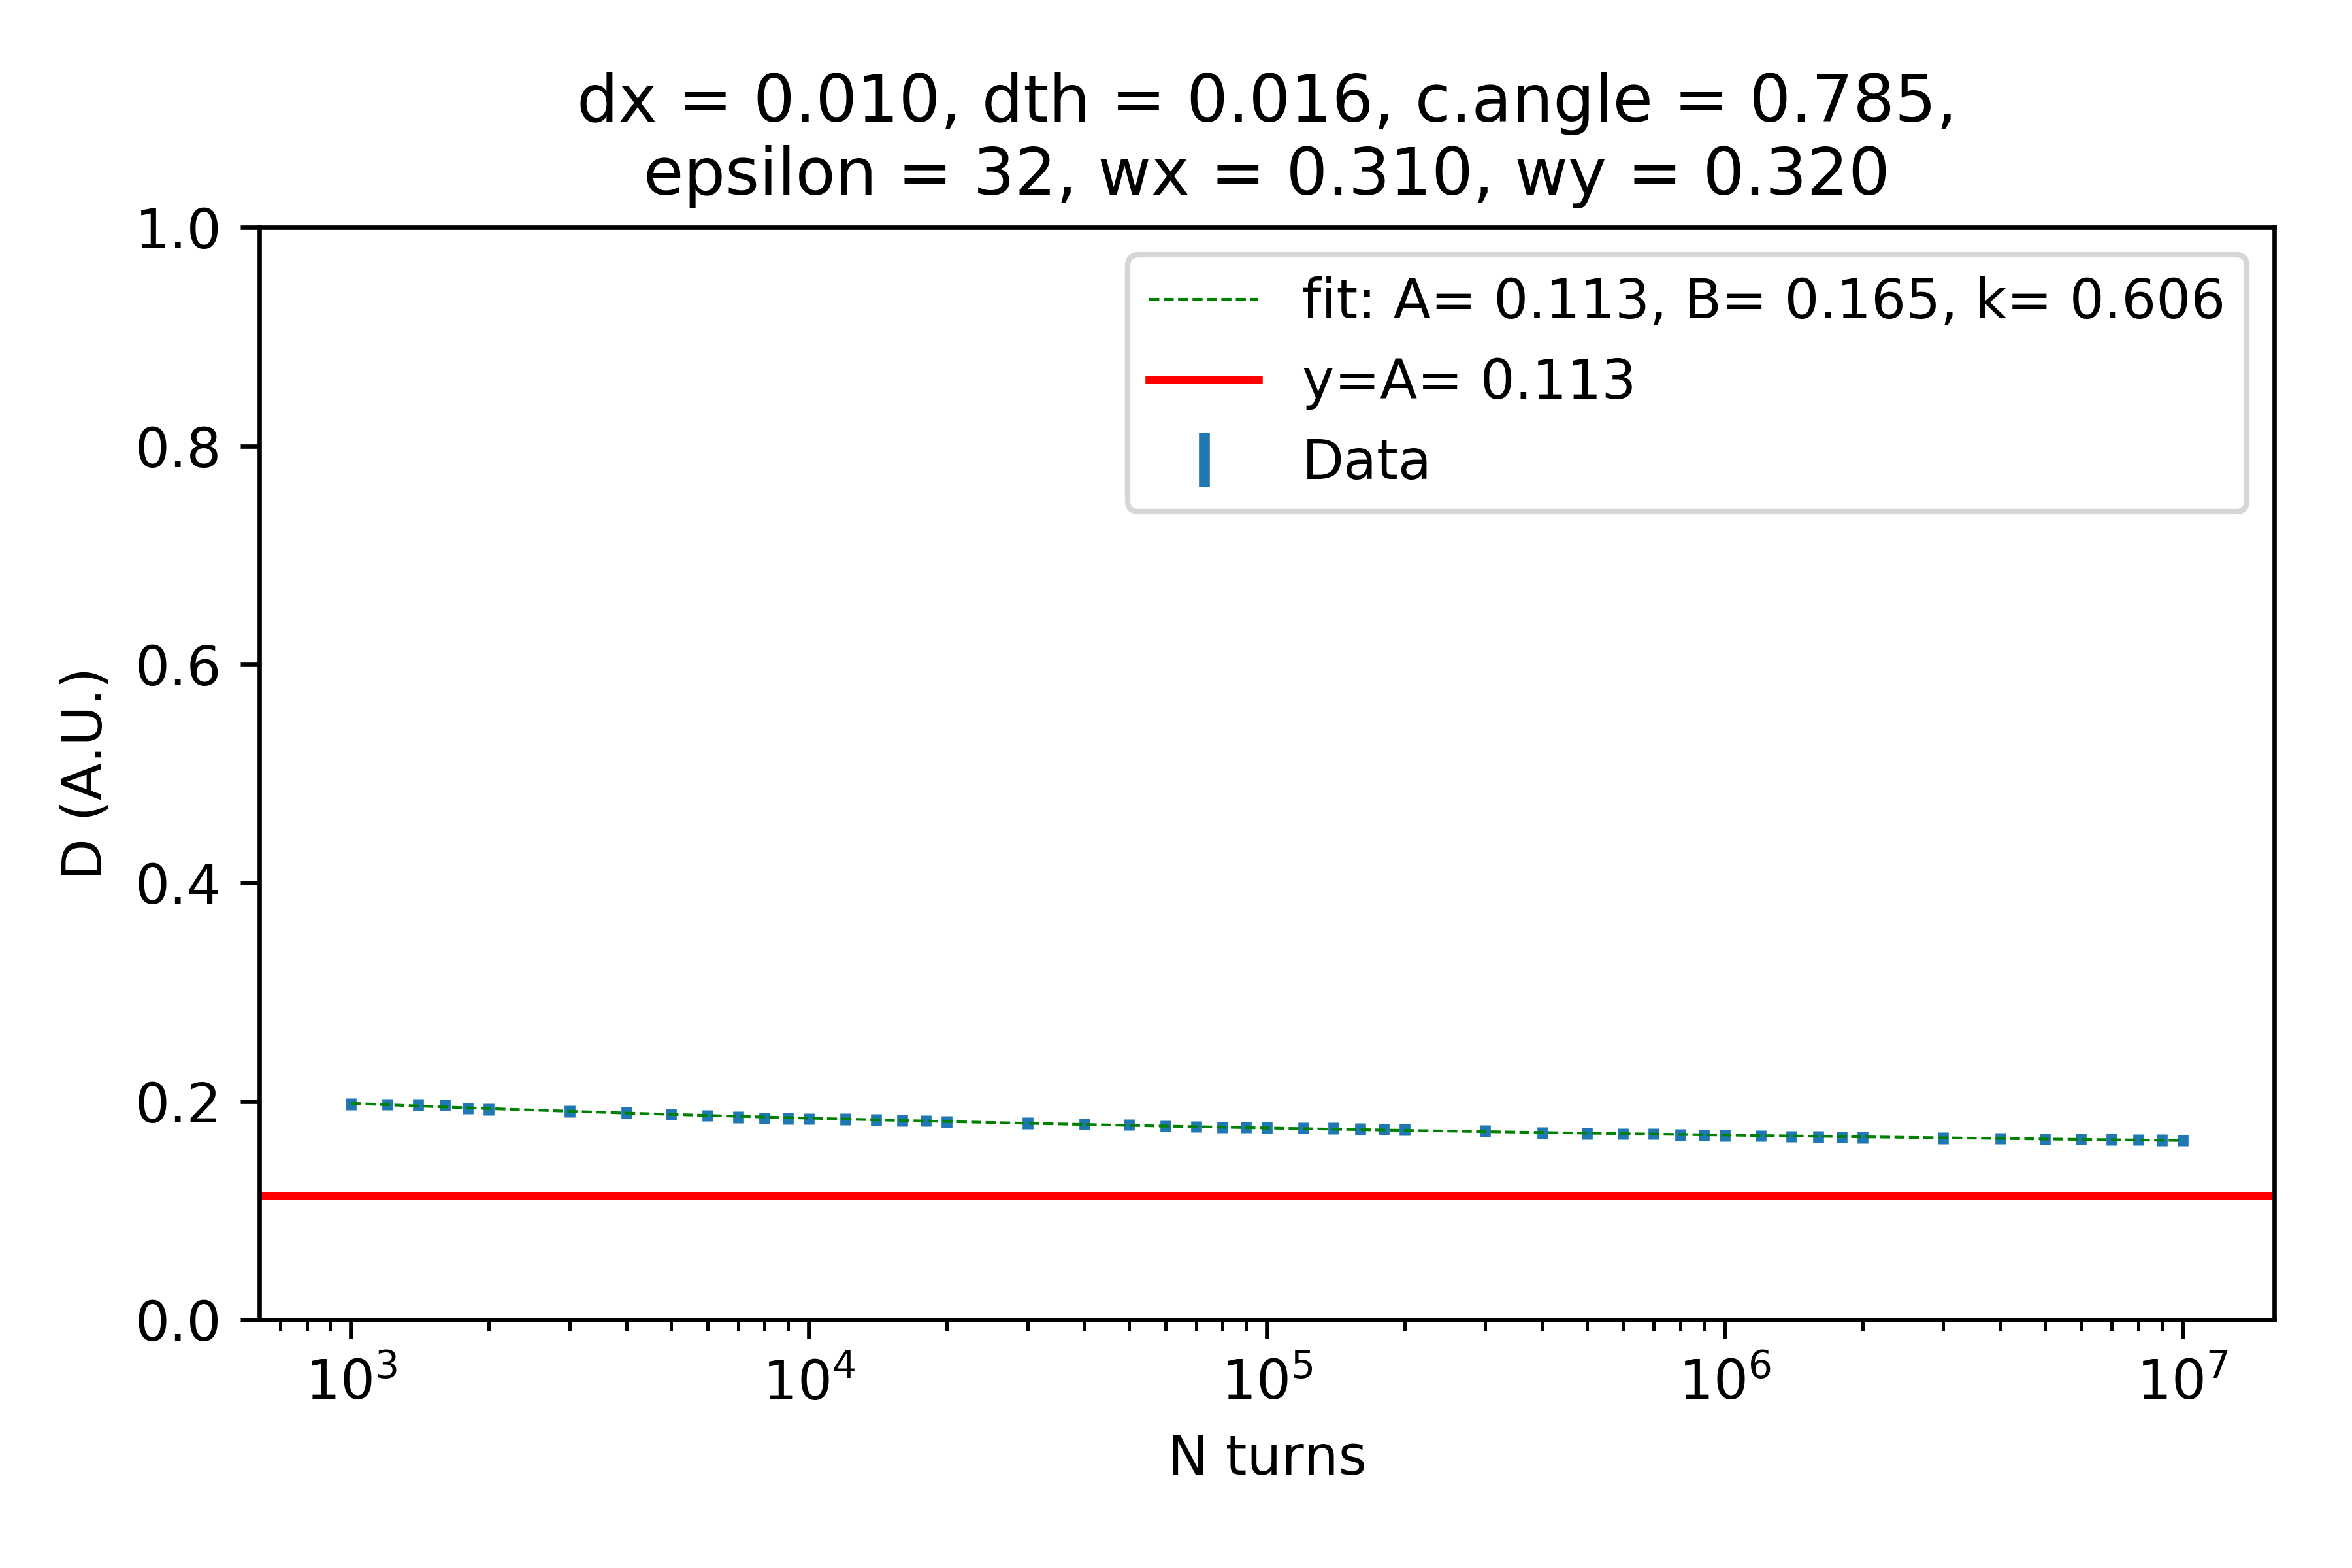 dx = 0.010, dth = 0.016, c.angle = 0.785,
epsilon = 32, wx = 0.310, wy = 0.320
1.0
0.8
0.6
0.4
0.2
0.0
D (A.U.)
fit: A= 0.113, B= 0.165, k= 0.606
y=A= 0.113
Data
10³
10⁴
10⁵
10⁶
10⁷
N turns